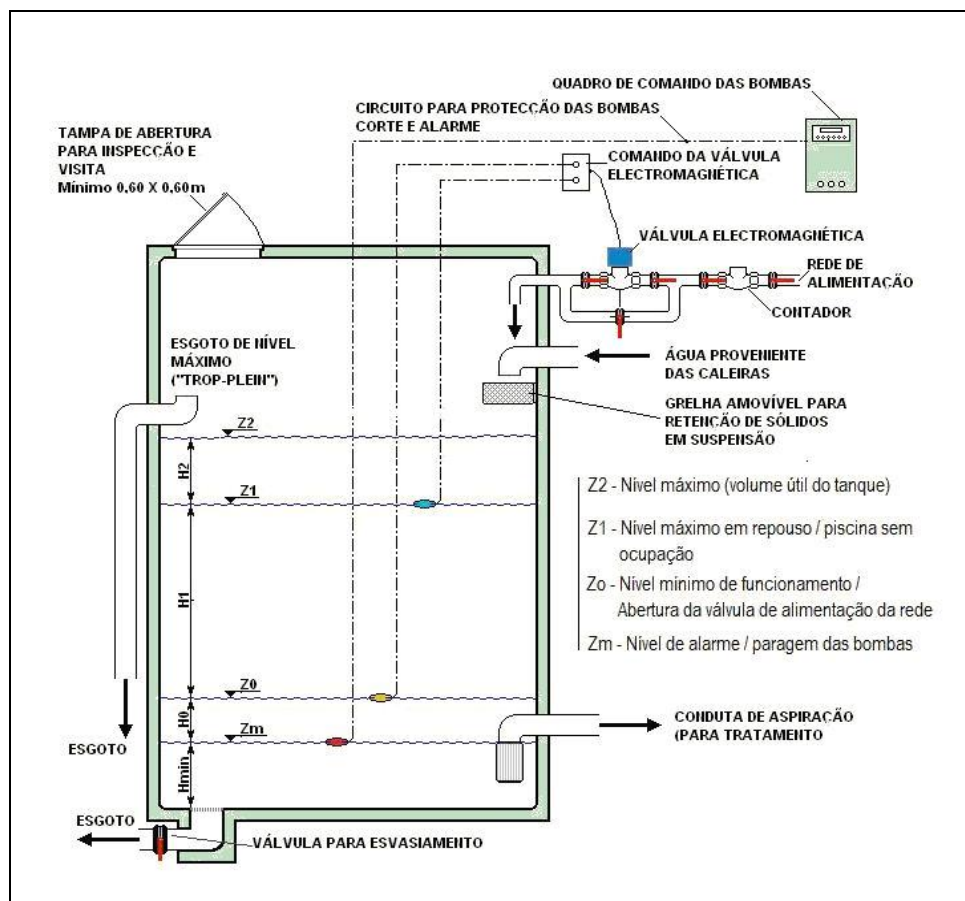 QUADRO DE COMANDO DAS BOMBAS
CIRCUITO PARA PROTECÇÃO DAS BOMBAS
CORTE E ALARME
TAMPA DE ABERTURA
PARA INSPECÇÃO E
VISITA
Mínimo 0,60 X 0,60m
COMANDO DA VÁLVULA
ELECTROMAGNÉTICA
VÁLVULA ELECTROMAGNÉTICA
REDE DE
ALIMENTAÇÃO
CONTADOR
ESGOTO DE NÍVEL
MÁXIMO
("TROP-PLEIN")
ÁGUA PROVENIENTE
DAS CALEIRAS
GRELHA AMOVÍVEL PARA
RETENÇÃO DE SÓLIDOS
EM SUSPENSÃO
Z2
H2
Z1
H1
Z2 - Nível máximo (volume útil do tanque)
Z1 - Nível máximo em repouso / piscina sem
ocupação
Zo - Nível mínimo de funcionamento /
Abertura da válvula de alimentação da rede
Zm - Nível de alarme / paragem das bombas
Z0
H0
Zm
Hmin
CONDUTA DE ASPIRAÇÃO
(PARA TRATAMENTO
ESGOTO
ESGOTO
VÁLVULA PARA ESVASIAMENTO